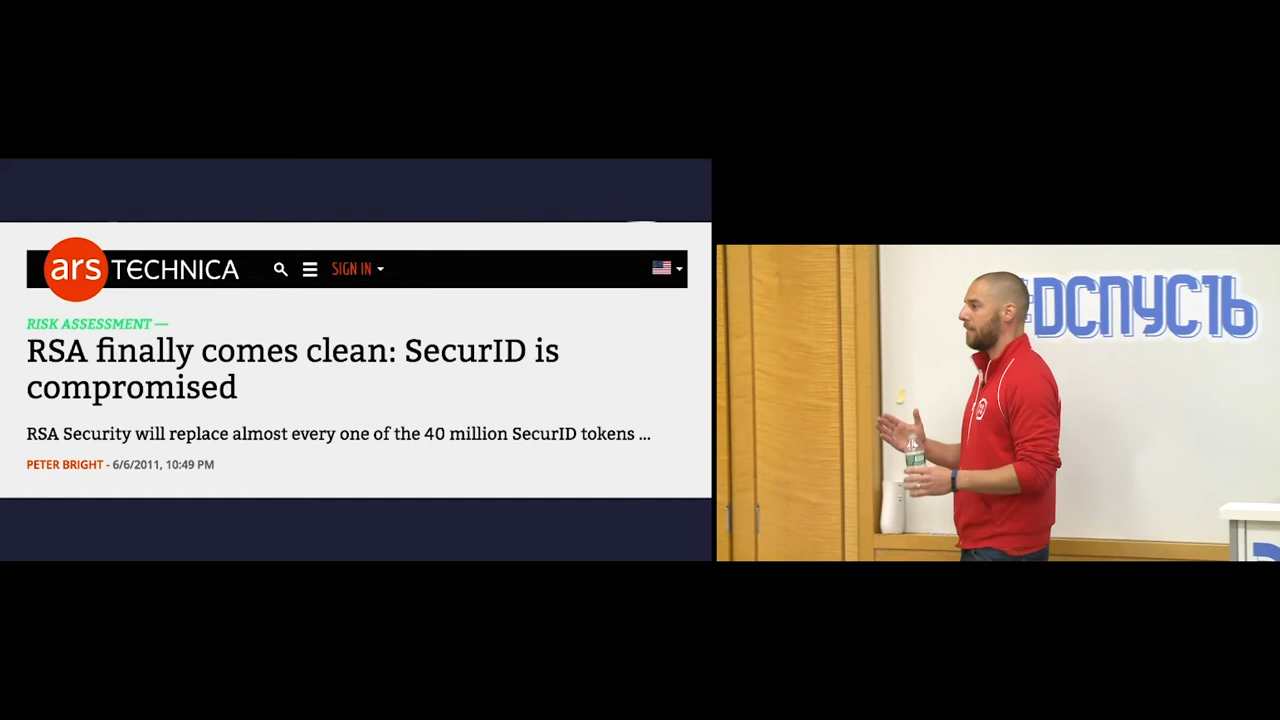 ars TECHNICA SIGN IN
RISK ASSESSMENT —
RSA finally comes clean: SecurID is
compromised
RSA Security will replace almost every one of the 40 million SecurID tokens ...
PETER BRIGHT - 6/6/2011, 10:49 PM
#DCПУС16